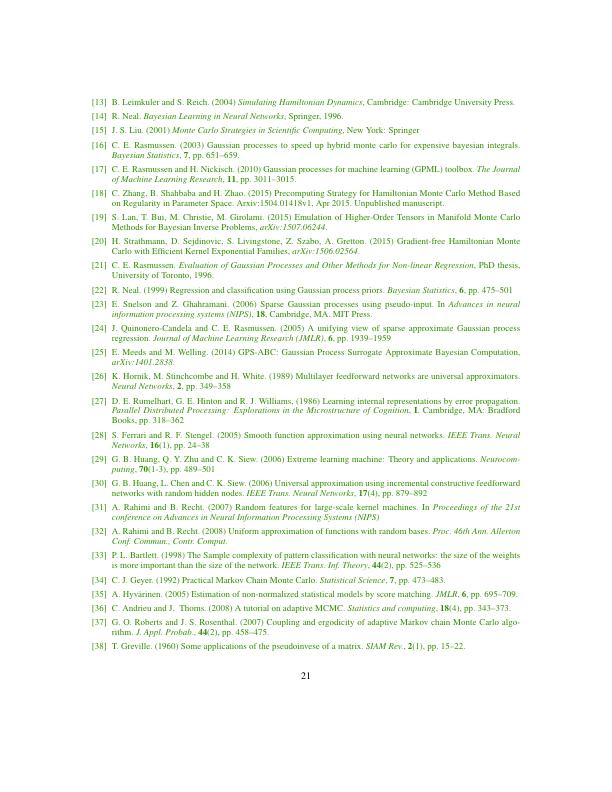 [13] B. Leimkuler and S. Reich. (2004) Simulating Hamiltonian Dynamics, Cambridge: Cambridge University Press.
[14] R. Neal. Bayesian Learning in Neural Networks, Springer, 1996.
[15] J. S. Liu. (2001) Monte Carlo Strategies in Scientific Computing, New York: Springer
[16] C. E. Rasmussen. (2003) Gaussian processes to speed up hybrid monte carlo for expensive bayesian integrals.
Bayesian Statistics, 7, pp. 651–659.
[17] C. E. Rasmussen and H. Nickisch. (2010) Gaussian processes for machine learning (GPML) toolbox. The Journal
of Machine Learning Research, 11, pp. 3011–3015.
[18] C. Zhang, B. Shahbaba and H. Zhao. (2015) Precomputing Strategy for Hamiltonian Monte Carlo Method Based
on Regularity in Parameter Space. Arxiv:1504.01418v1, Apr 2015. Unpublished manuscript.
[19] S. Lan, T. Bui, M. Christie, M. Girolami. (2015) Emulation of Higher-Order Tensors in Manifold Monte Carlo
Methods for Bayesian Inverse Problems, arXiv:1507.06244.
[20] H. Strathmann, D. Sejdinovic, S. Livingstone, Z. Szabo, A. Gretton. (2015) Gradient-free Hamiltonian Monte
Carlo with Efficient Kernel Exponential Families, arXiv:1506.02564.
[21] C. E. Rasmussen. Evaluation of Gaussian Processes and Other Methods for Non-linear Regression, PhD thesis,
University of Toronto, 1996.
[22] R. Neal. (1999) Regression and classification using Gaussian process priors. Bayesian Statistics, 6, pp. 475–501
[23] E. Snelson and Z. Ghahramani. (2006) Sparse Gaussian processes using pseudo-input. In Advances in neural
information processing systems (NIPS), 18, Cambridge, MA. MIT Press.
[24] J. Quinonero-Candela and C. E. Rasmussen. (2005) A unifying view of sparse approximate Gaussian process
regression. Journal of Machine Learning Research (JMLR), 6, pp. 1939–1959
[25] E. Meeds and M. Welling. (2014) GPS-ABC: Gaussian Process Surrogate Approximate Bayesian Computation,
arXiv:1401.2838.
[26] K. Hornik, M. Stinchcombe and H. White. (1989) Multilayer feedforward networks are universal approximators.
Neural Networks, 2, pp. 349–358
[27] D. E. Rumelhart, G. E. Hinton and R. J. Williams, (1986) Learning internal representations by error propagation.
Parallel Distributed Processing: Explorations in the Microstructure of Cognition, I. Cambridge, MA: Bradford
Books, pp. 318–362
[28] S. Ferrari and R. F. Stengel. (2005) Smooth function approximation using neural networks. IEEE Trans. Neural
Networks, 16(1), pp. 24–38
[29] G. B. Huang, Q. Y. Zhu and C. K. Siew. (2006) Extreme learning machine: Theory and applications. Neurocom-
puting, 70(1-3), pp. 489–501
[30] G. B. Huang, L. Chen and C. K. Siew. (2006) Universal approximation using incremental constructive feedforward
networks with random hidden nodes. IEEE Trans. Neural Networks, 17(4), pp. 879–892
[31] A. Rahimi and B. Recht. (2007) Random features for large-scale kernel machines. In Proceedings of the 21st
conference on Advances in Neural Information Processing Systems (NIPS)
[32] A. Rahimi and B. Recht. (2008) Uniform approximation of functions with random bases. Proc. 46th Ann. Allerton
Conf. Commun., Contr. Comput.
[33] P. L. Bartlett. (1998) The Sample complexity of pattern classification with neural networks: the size of the weights
is more important than the size of the network. IEEE Trans. Inf. Theory, 44(2), pp. 525–536
[34] C. J. Geyer. (1992) Practical Markov Chain Monte Carlo. Statistical Science, 7, pp. 473–483.
[35] A. Hyvärinen. (2005) Estimation of non-normalized statistical models by score matching. JMLR, 6, pp. 695–709.
[36] C. Andrieu and J. Thoms. (2008) A tutorial on adaptive MCMC. Statistics and computing, 18(4), pp. 343–373.
[37] G. O. Roberts and J. S. Rosenthal. (2007) Coupling and ergodicity of adaptive Markov chain Monte Carlo algo-
rithm. J. Appl. Probab., 44(2), pp. 458–475.
[38] T. Greville. (1960) Some applications of the pseudoinvese of a matrix. SIAM Rev., 2(1), pp. 15–22.
21